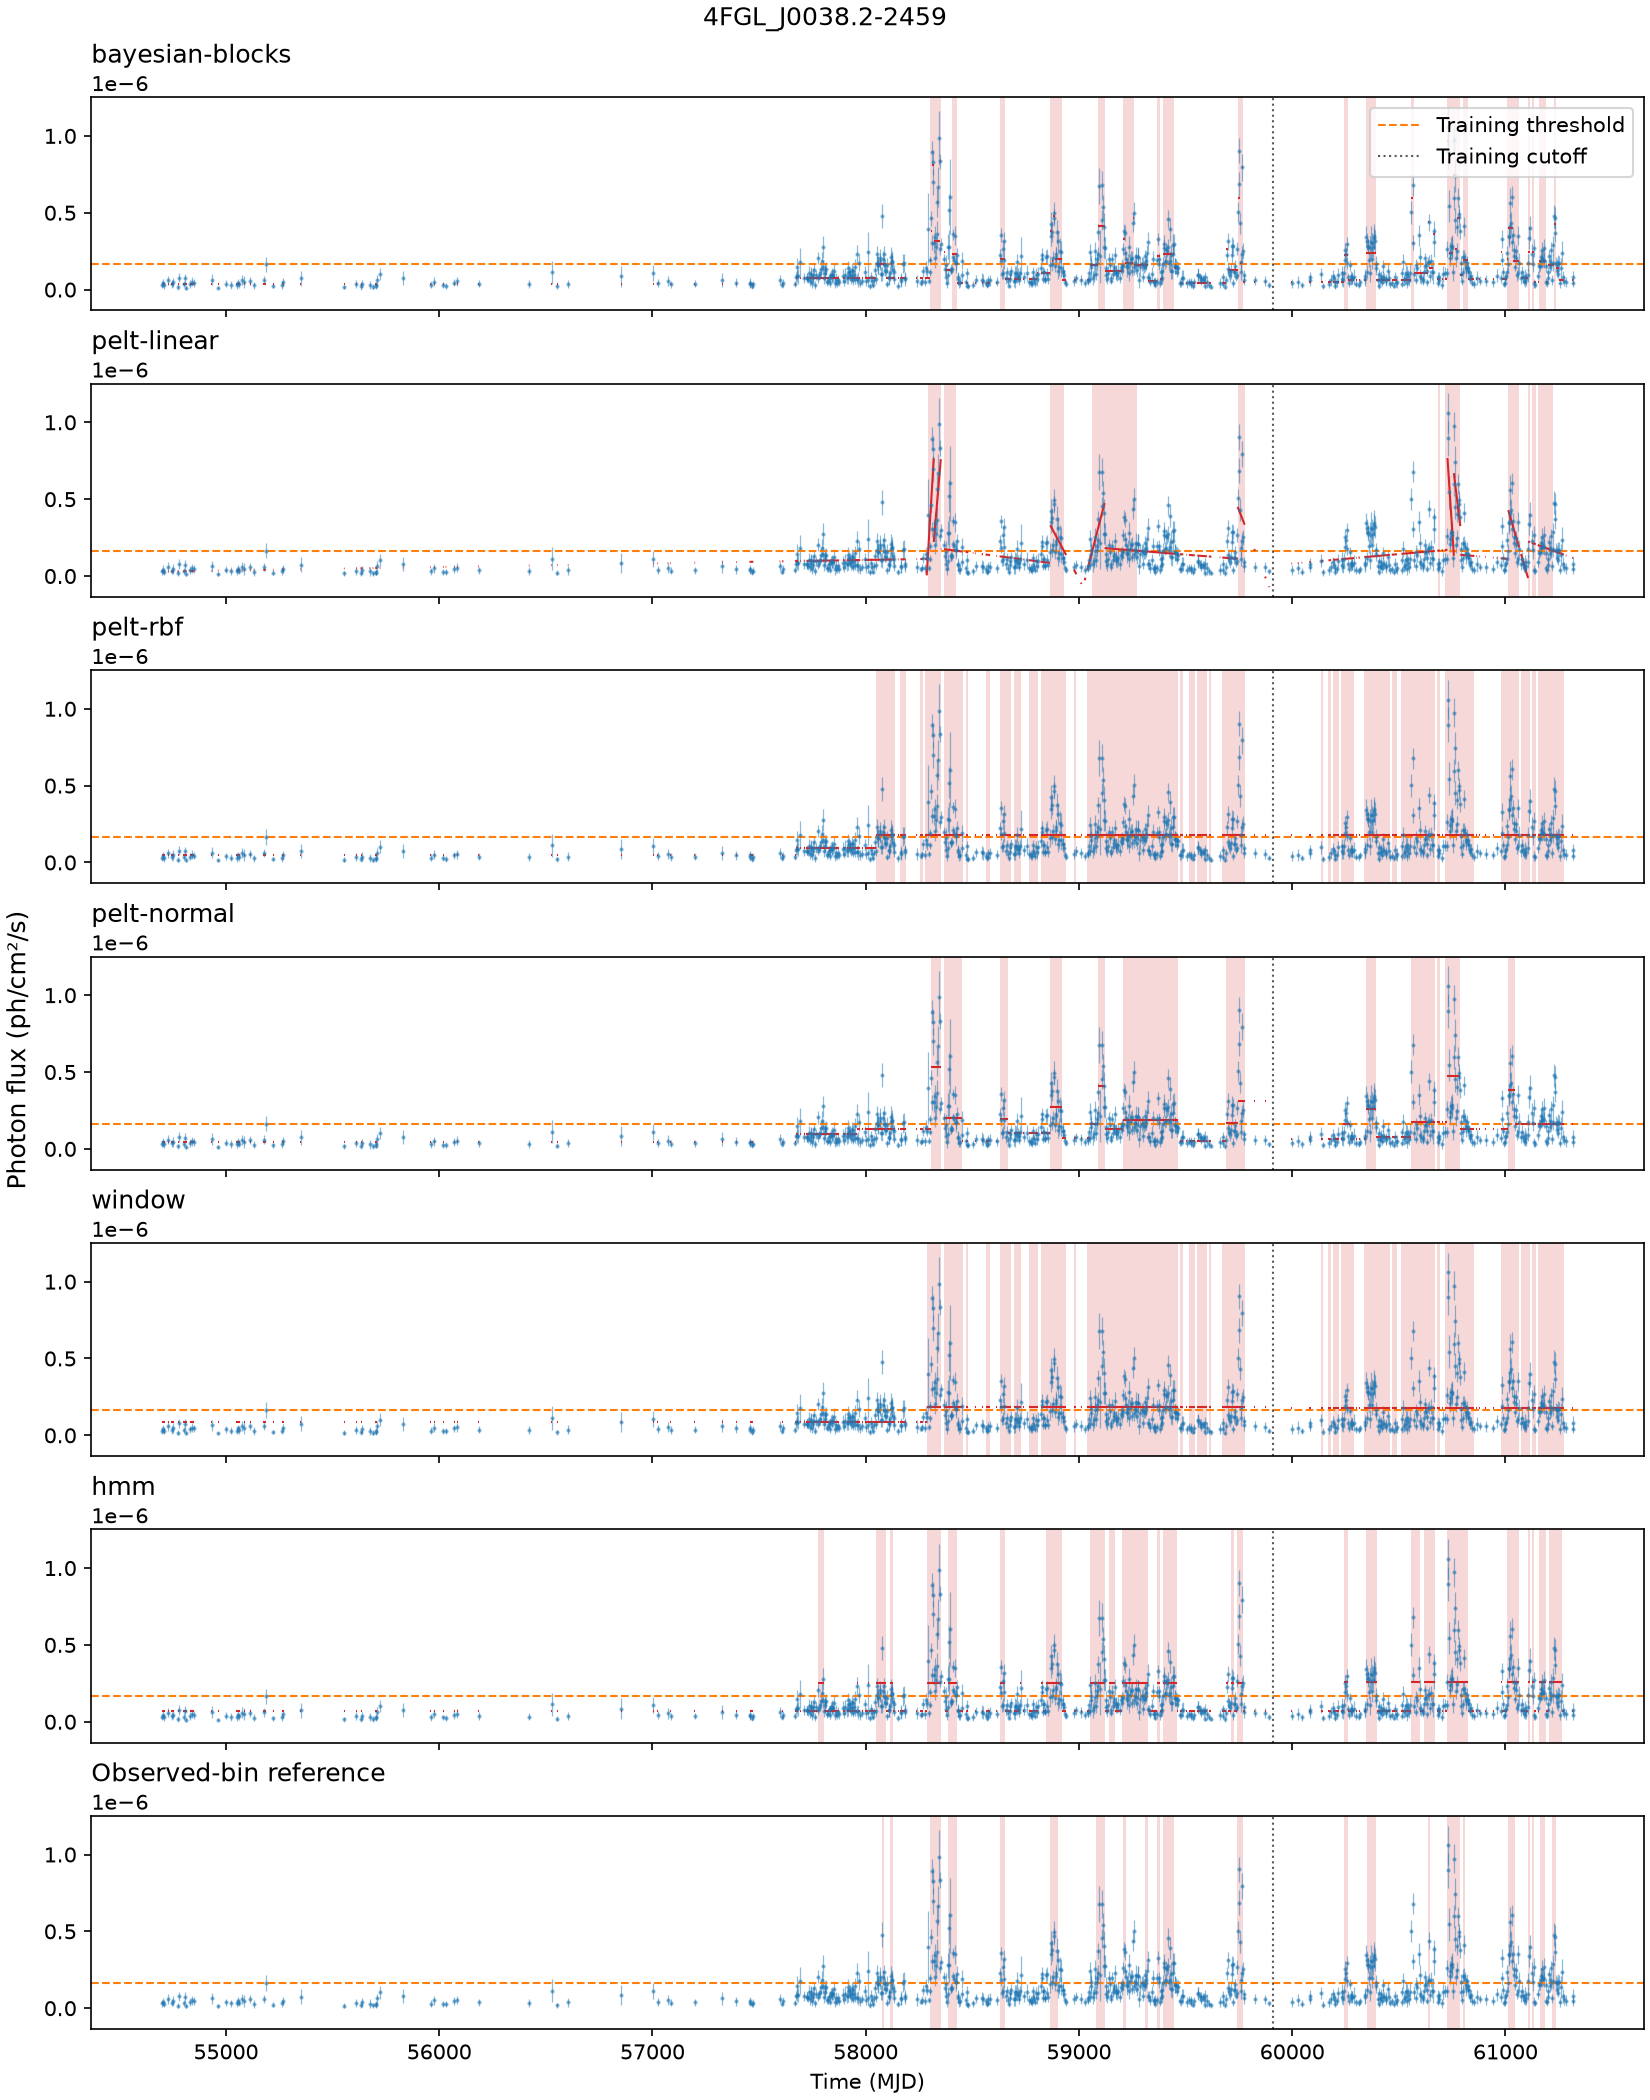 4FGL_J0038.2-2459
bayesian-blocks
1e−6
1.0
0.5
0.0
Training threshold
Training cutoff
pelt-linear
1e−6
1.0
0.5
0.0
pelt-rbf
1e−6
1.0
0.5
0.0
pelt-normal
1e−6
1.0
0.5
0.0
Photon flux (ph/cm²/s)
window
1e−6
1.0
0.5
0.0
hmm
1e−6
1.0
0.5
0.0
Observed-bin reference
1e−6
1.0
0.5
0.0
55000 56000 57000 58000 59000 60000 61000
Time (MJD)